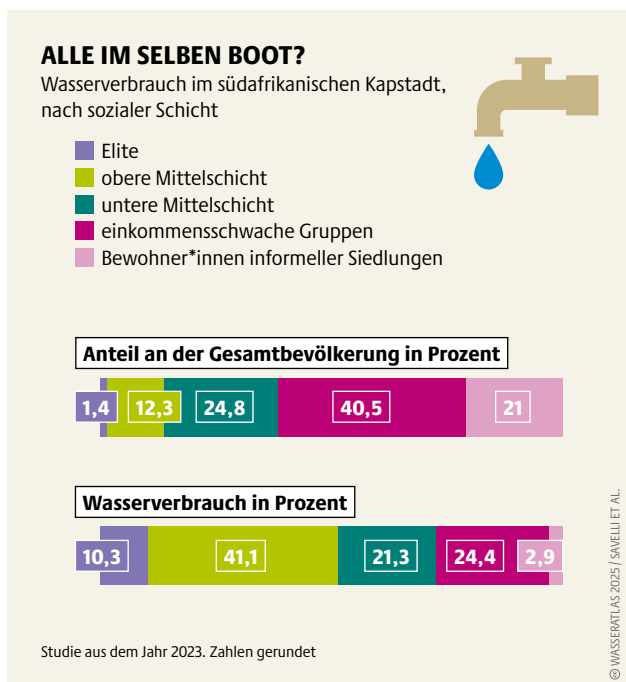 ALLE IM SELBEN BOOT?
Wasserverbrauch im südafrikanischen Kapstadt,
nach sozialer Schicht
Elite
obere Mittelschicht
untere Mittelschicht
einkommensschwache Gruppen
Bewohner*innen informeller Siedlungen
Anteil an der Gesamtbevölkerung in Prozent
1,4 12,3 24,8 40,5 21
Wasserverbrauch in Prozent
10,3 41,1 21,3 24,4 2,9
Studie aus dem Jahr 2023. Zahlen gerundet
🅭 WASSERATLAS 2025 / SAVELLI ET AL.